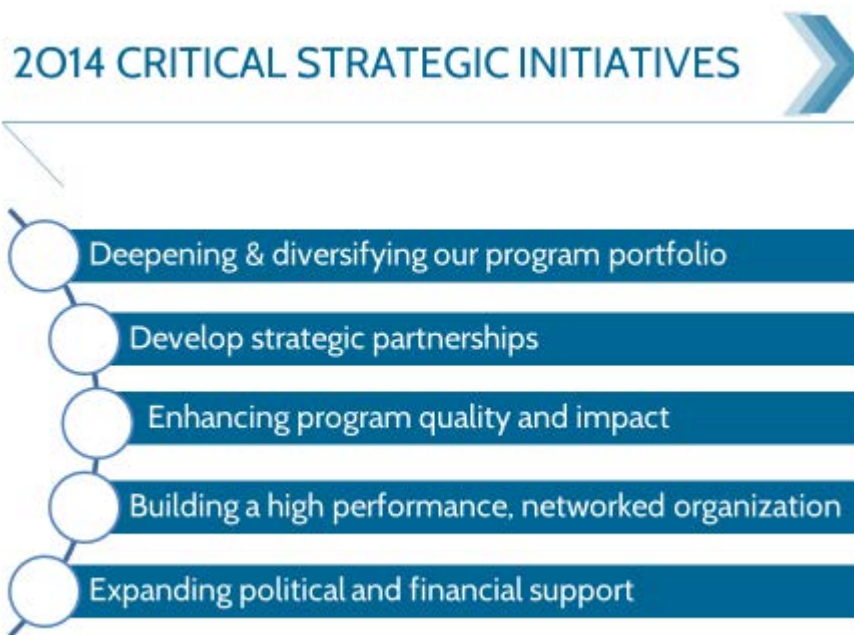 2014 CRITICAL STRATEGIC INITIATIVES
Deepening & diversifying our program portfolio
Develop strategic partnerships
Enhancing program quality and impact
Building a high performance, networked organization
Expanding political and financial support